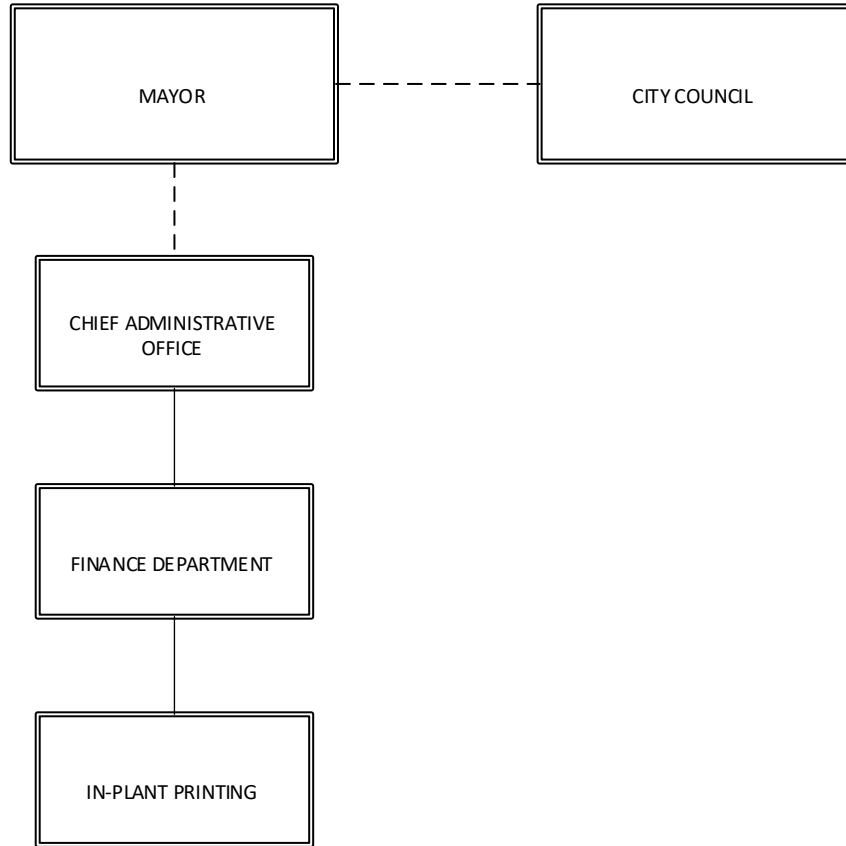 MAYOR
CITY COUNCIL
CHIEF ADMINISTRATIVE
OFFICE
FINANCE DEPARTMENT
IN-PLANT PRINTING